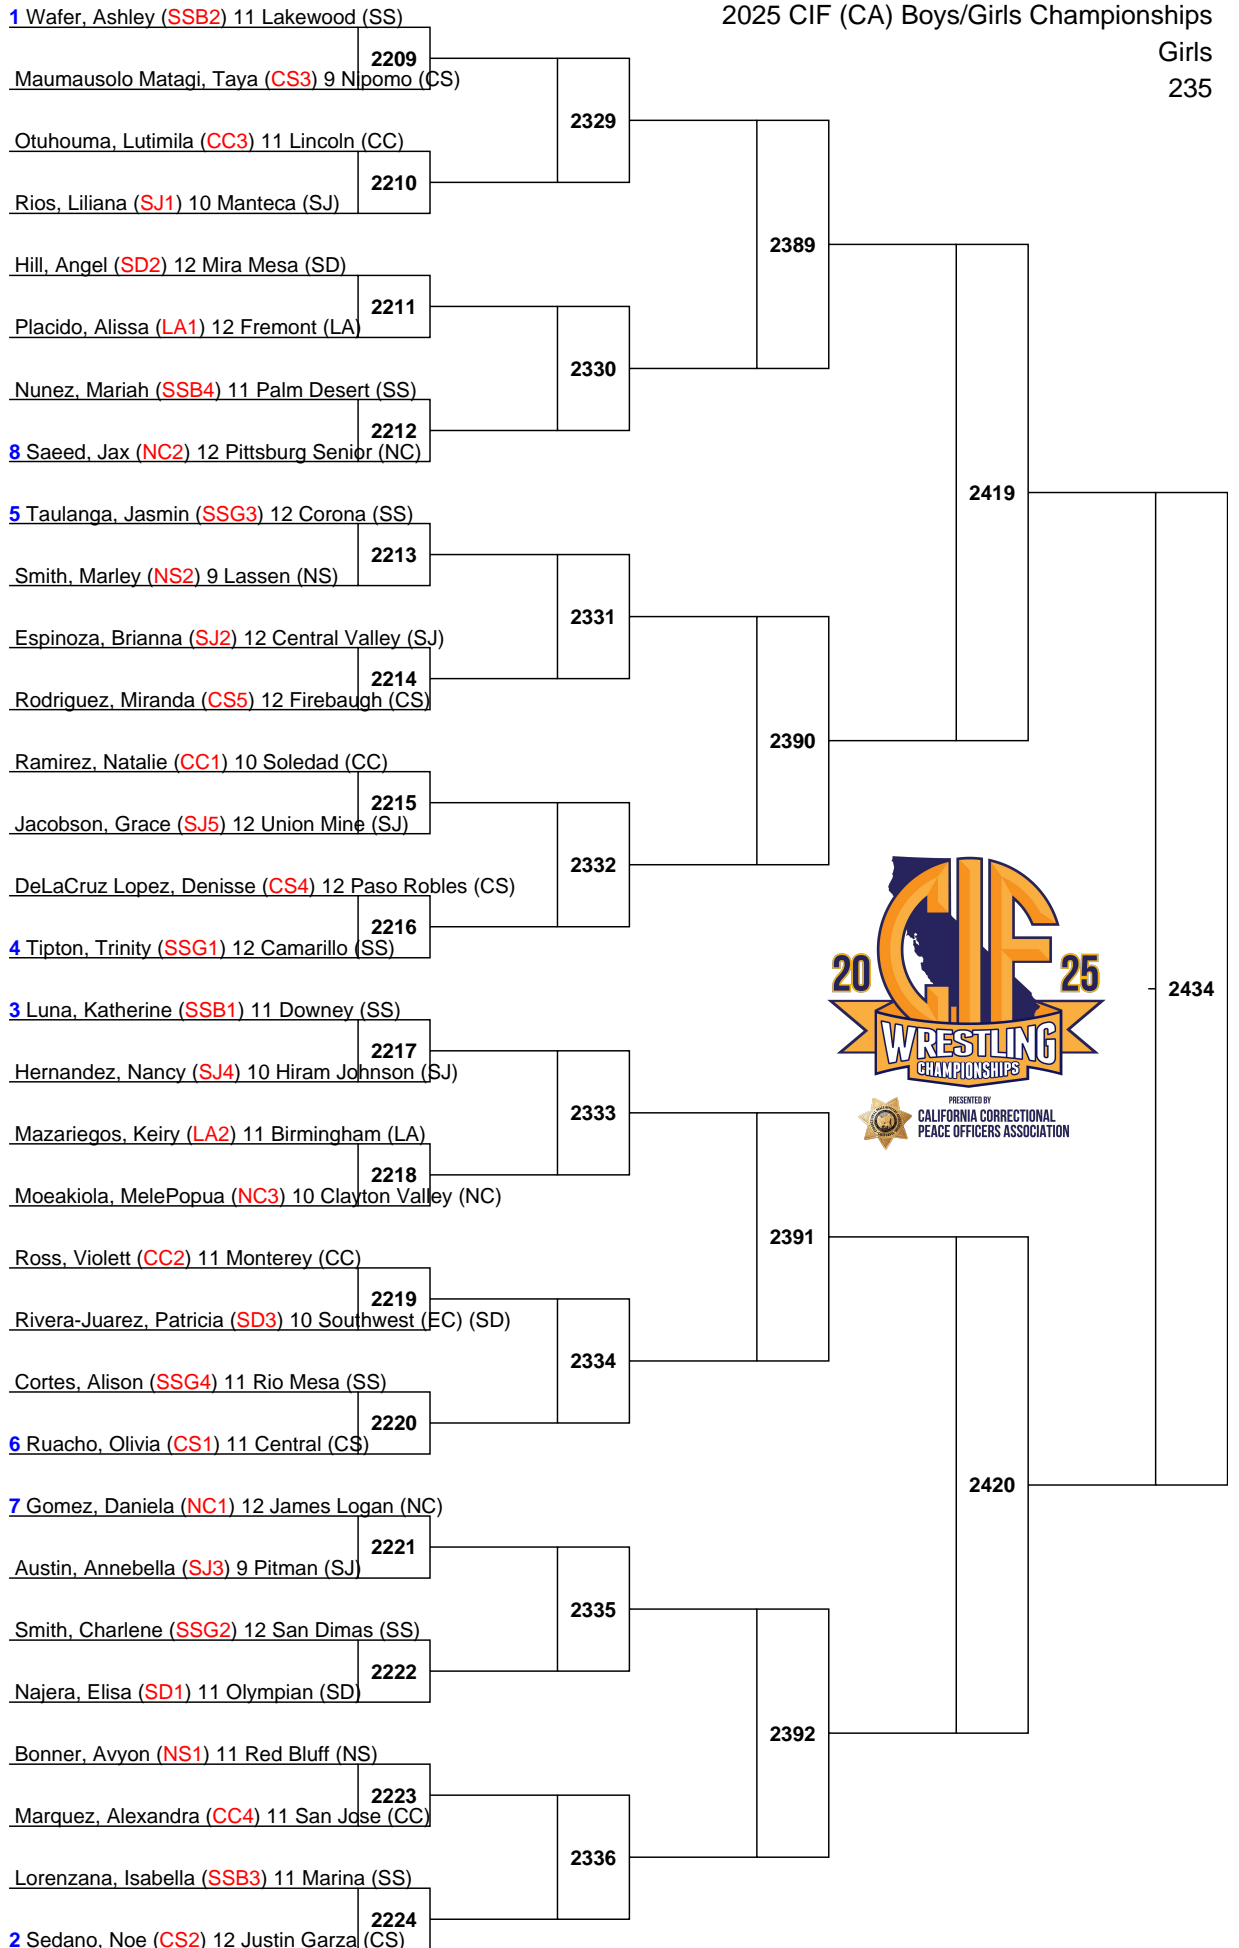 2025 CIF (CA) Boys/Girls Championships
Girls
235
1 Wafer, Ashley (SSB2) 11 Lakewood (SS)
2209
Maumausolo Matagi, Taya (CS3) 9 Nipomo (CS)
2329
Otuhouma, Lutimila (CC3) 11 Lincoln (CC)
2210
Rios, Liliana (SJ1) 10 Manteca (SJ)
2389
Hill, Angel (SD2) 12 Mira Mesa (SD)
2211
Placido, Alissa (LA1) 12 Fremont (LA)
2330
Nunez, Mariah (SSB4) 11 Palm Desert (SS)
2212
8 Saeed, Jax (NC2) 12 Pittsburg Senior (NC)
2419
5 Taulanga, Jasmin (SSG3) 12 Corona (SS)
2213
Smith, Marley (NS2) 9 Lassen (NS)
2331
Espinoza, Brianna (SJ2) 12 Central Valley (SJ)
2214
Rodriguez, Miranda (CS5) 12 Firebaugh (CS)
2390
Ramirez, Natalie (CC1) 10 Soledad (CC)
2215
Jacobson, Grace (SJ5) 12 Union Mine (SJ)
2332
DeLaCruz Lopez, Denisse (CS4) 12 Paso Robles (CS)
2216
4 Tipton, Trinity (SSG1) 12 Camarillo (SS)
20 CIF 25
WRESTLING
CHAMPIONSHIPS
PRESENTED BY
CALIFORNIA CORRECTIONAL
PEACE OFFICERS ASSOCIATION
2434
3 Luna, Katherine (SSB1) 11 Downey (SS)
2217
Hernandez, Nancy (SJ4) 10 Hiram Johnson (SJ)
2333
Mazariegos, Keiry (LA2) 11 Birmingham (LA)
2218
Moeakiola, MelePopua (NC3) 10 Clayton Valley (NC)
2391
Ross, Violett (CC2) 11 Monterey (CC)
2219
Rivera-Juarez, Patricia (SD3) 10 Southwest (EC) (SD)
2334
Cortes, Alison (SSG4) 11 Rio Mesa (SS)
2220
6 Ruacho, Olivia (CS1) 11 Central (CS)
2420
7 Gomez, Daniela (NC1) 12 James Logan (NC)
2221
Austin, Annebella (SJ3) 9 Pitman (SJ)
2335
Smith, Charlene (SSG2) 12 San Dimas (SS)
2222
Najera, Elisa (SD1) 11 Olympian (SD)
2392
Bonner, Avyon (NS1) 11 Red Bluff (NS)
2223
Marquez, Alexandra (CC4) 11 San Jose (CC)
2336
Lorenzana, Isabella (SSB3) 11 Marina (SS)
2224
2 Sedano, Noe (CS2) 12 Justin Garza (CS)